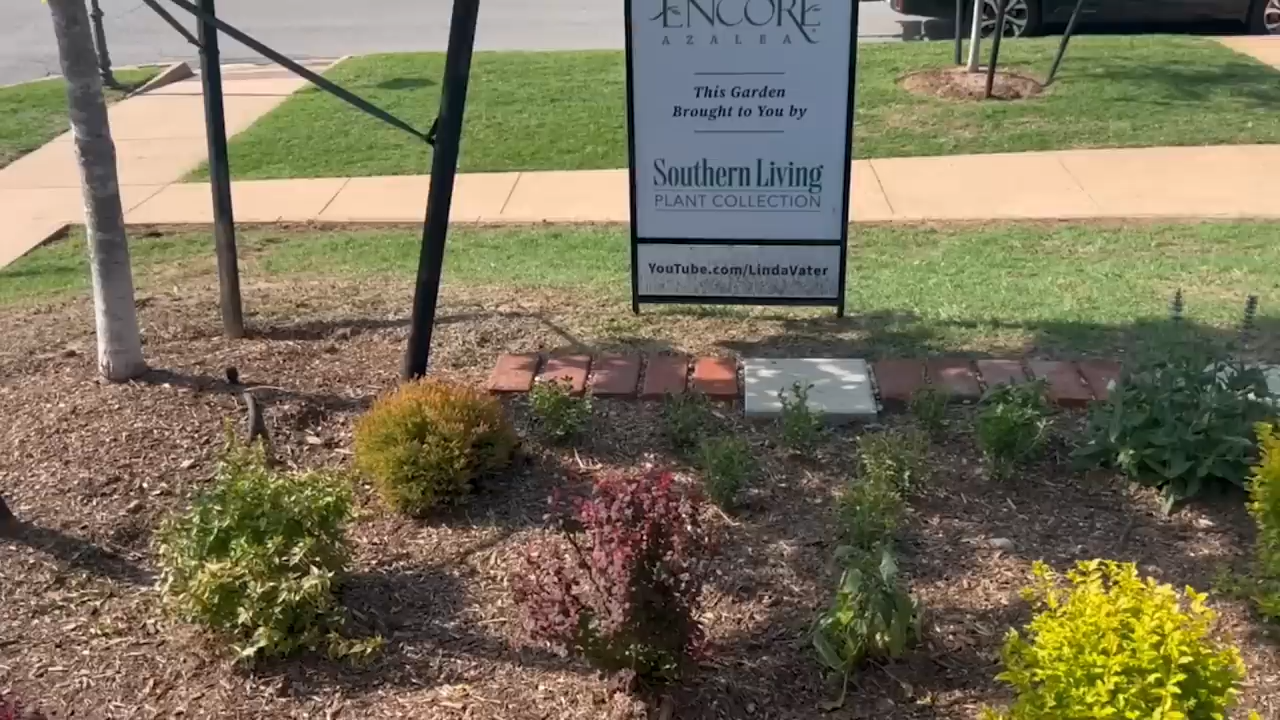 ENCORE
AZALEA
This Garden
Brought to You by
Southern Living
PLANT COLLECTION
YouTube.com/LindaVater